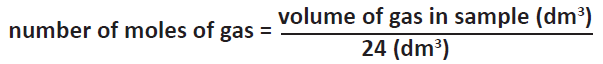 number of moles of gas = volume of gas in sample (dm³)
24 (dm³)